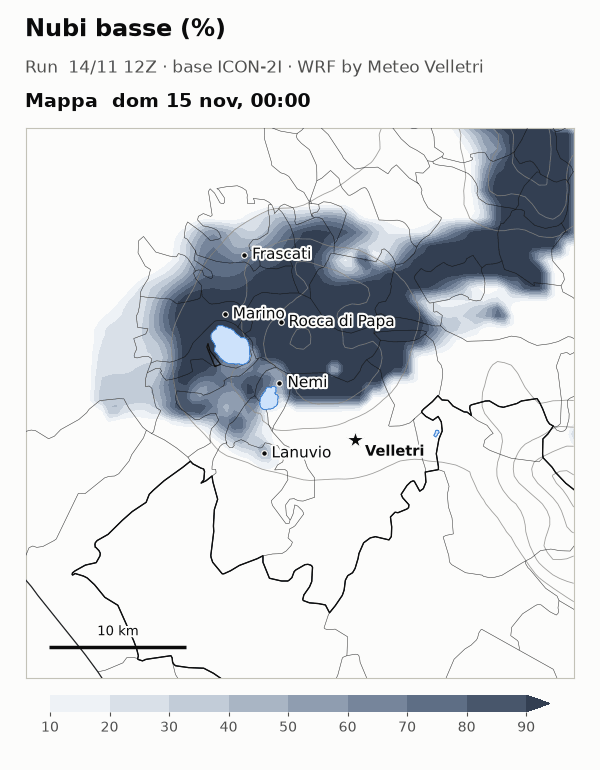 Nubi basse (%)
Run  14/11 12Z · base ICON-2I · WRF by Meteo Velletri
Mappa  dom 15 nov, 00:00
Frascati
Marino
Rocca di Papa
Nemi
Velletri
Lanuvio
10 km
10 20 30 40 50 60 70 80 90